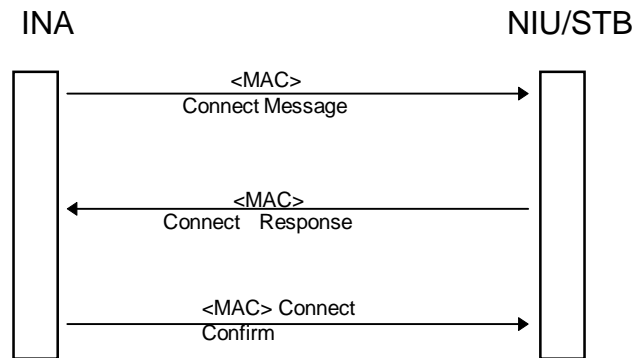 INA NIU/STB
<MAC>
Connect Message
<MAC>
Connect Response
<MAC> Connect
Confirm